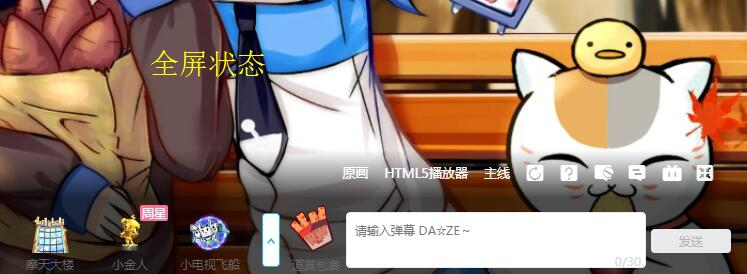 全屏状态
原画 HTML5播放器 主线
周星
摩天大楼 小金人 小电视飞船 道具包裹
请输入弹幕 DA☆ZE～
0/30
发送